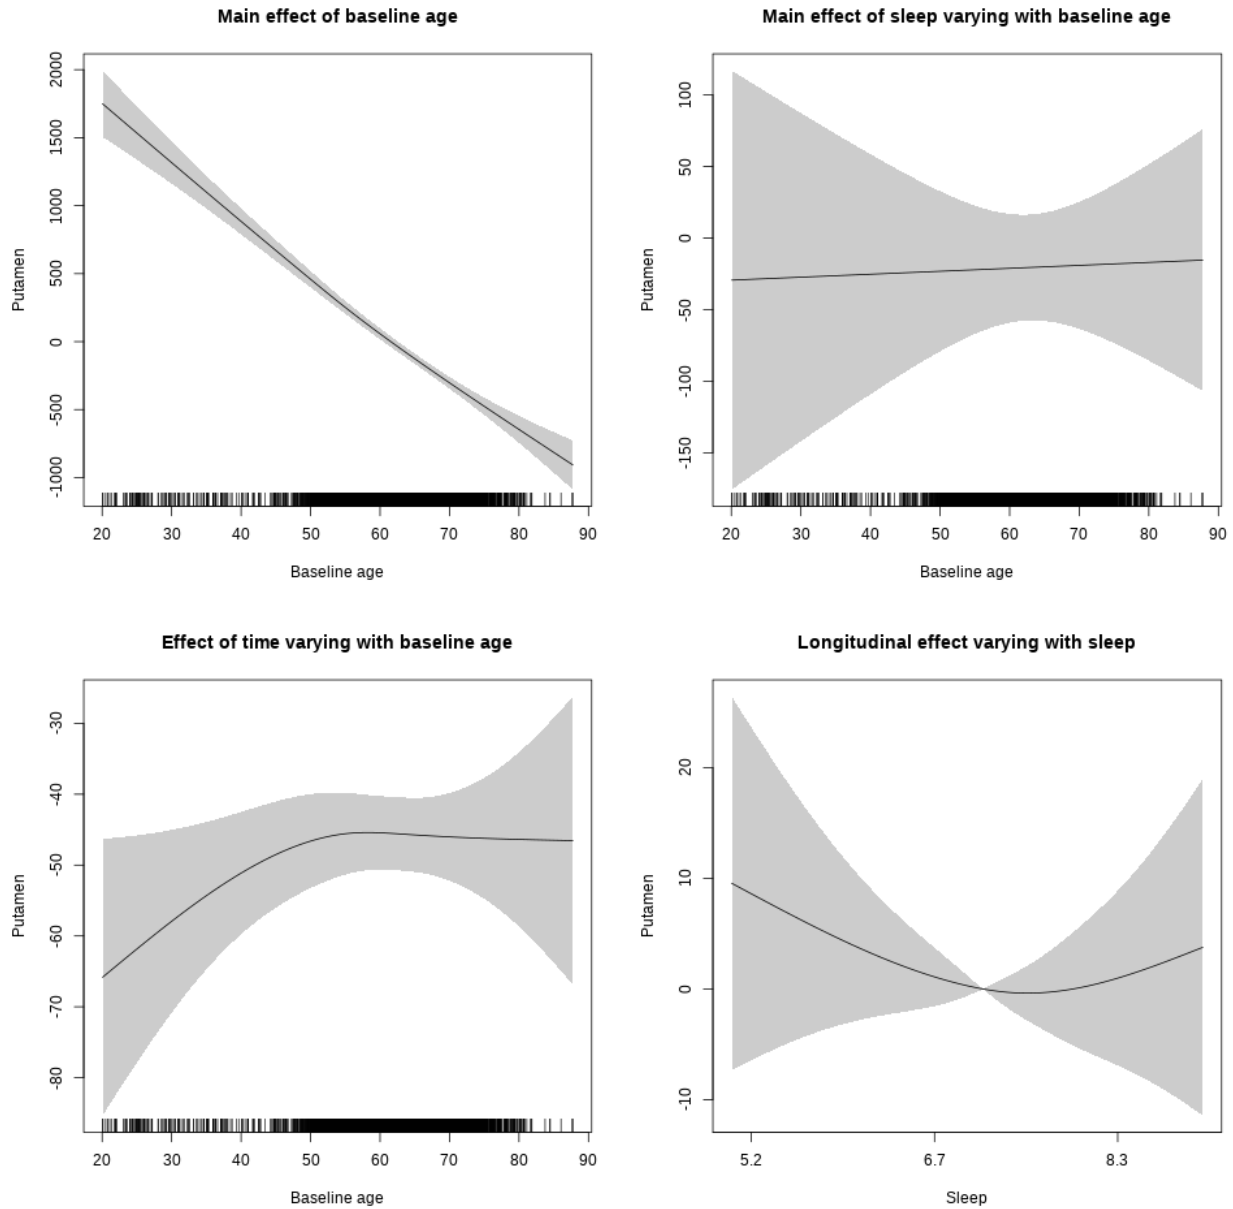 Main effect of baseline age
2000
1500
1000
500
0
-500
-1000
Putamen
20 30 40 50 60 70 80 90
Baseline age
Main effect of sleep varying with baseline age
100
50
0
-50
-100
-150
Putamen
20 30 40 50 60 70 80 90
Baseline age
Effect of time varying with baseline age
-30
-40
-50
-60
-70
-80
Putamen
20 30 40 50 60 70 80 90
Baseline age
Longitudinal effect varying with sleep
20
10
0
-10
Putamen
5.2 6.7 8.3
Sleep